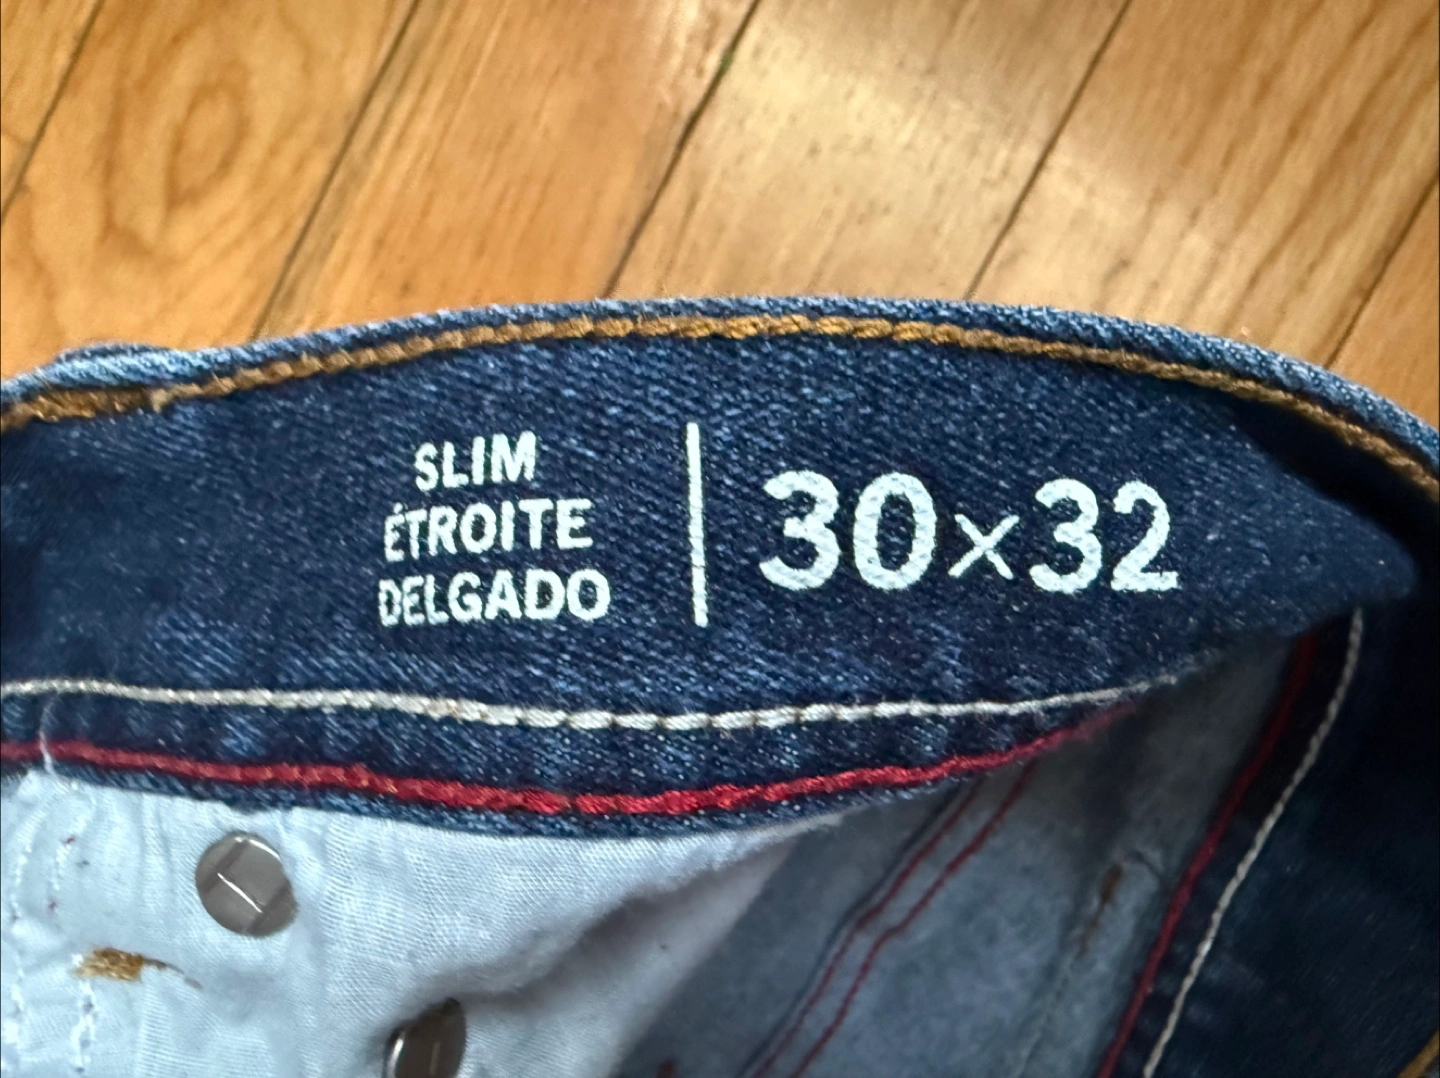 SLIM
ÉTROITE
DELGADO
30×32